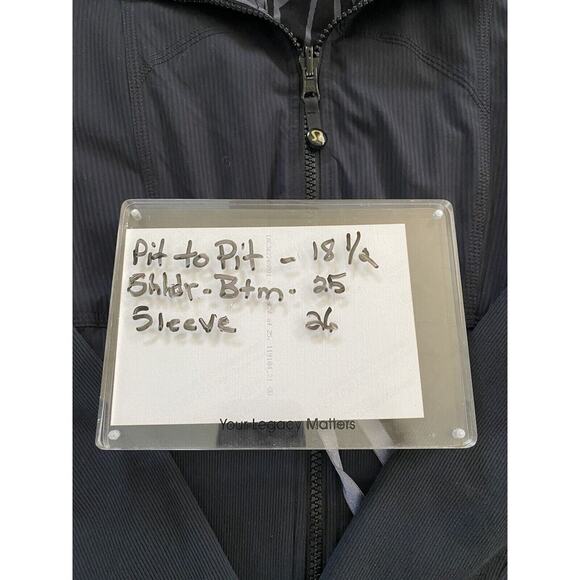 Pit to Pit - 18 1/2
Shldr - Btm - 25
Sleeve 26
Your Legacy Matters